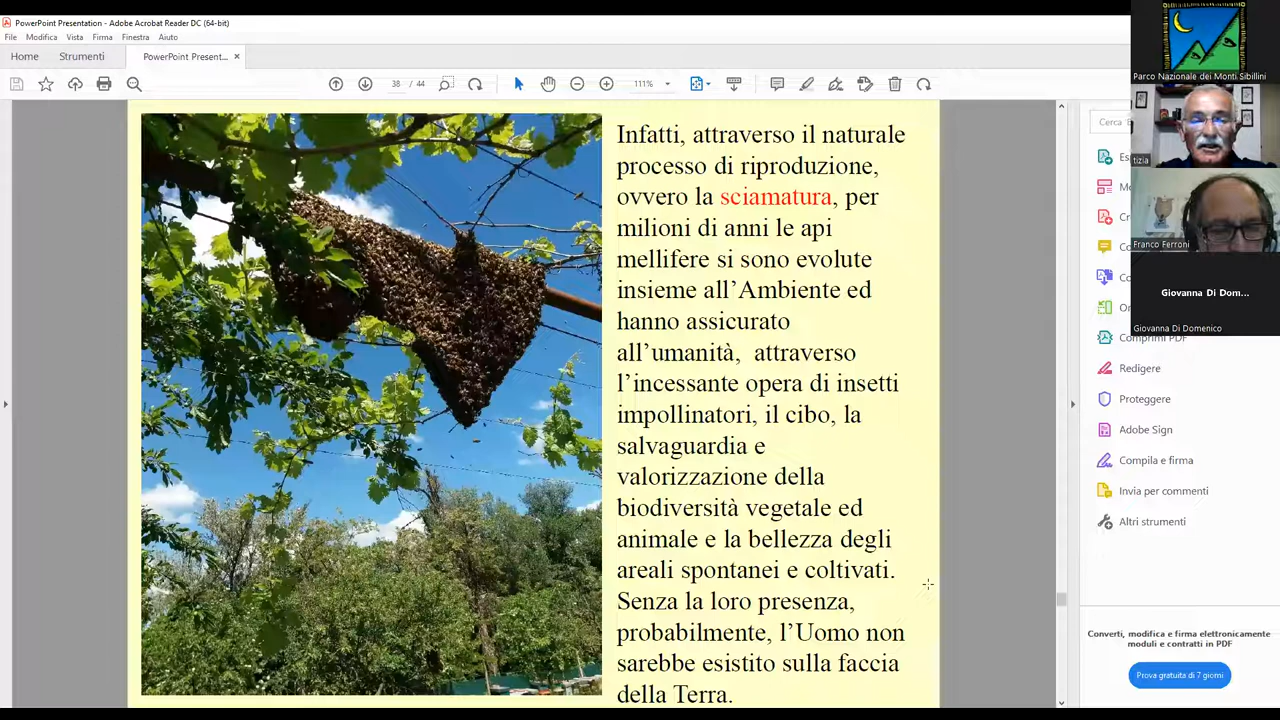 PowerPoint Presentation - Adobe Acrobat Reader DC (64-bit)
File Modifica Vista Firma Finestra Aiuto
Home Strumenti PowerPoint Present... ×
38 / 44 111%
Infatti, attraverso il naturale
processo di riproduzione,
ovvero la sciamatura, per
milioni di anni le api
mellifere si sono evolute
insieme all’Ambiente ed
hanno assicurato
all’umanità, attraverso
l’incessante opera di insetti
impollinatori, il cibo, la
salvaguardia e
valorizzazione della
biodiversità vegetale ed
animale e la bellezza degli
areali spontanei e coltivati.
Senza la loro presenza,
probabilmente, l’Uomo non
sarebbe esistito sulla faccia
della Terra.
Parco Nazionale dei Monti Sibillini
tizia
Franco Ferroni
Giovanna Di Dom...
Giovanna Di Domenico
Cerca
Comprimi PDF
Redigere
Proteggere
Adobe Sign
Compila e firma
Invia per commenti
Altri strumenti
Converti, modifica e firma elettronicamente
moduli e contratti in PDF
Prova gratuita di 7 giorni